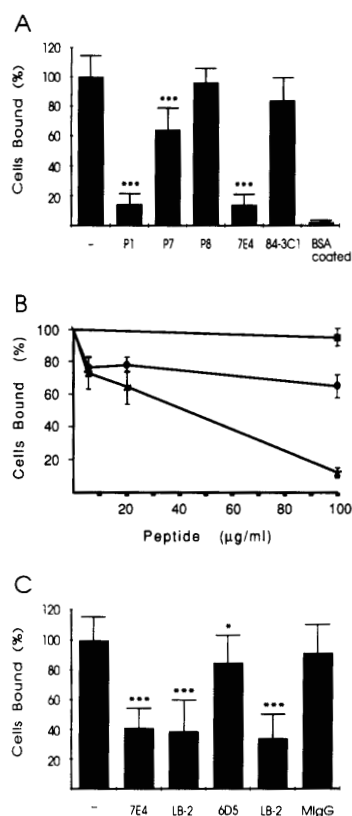 A
Cells Bound (%)
120
100
80
60
40
20
***
***
***
–
P1
P7
P8
7E4
84-3C1
BSA
coated
B
Cells Bound (%)
100
80
60
40
20
20
40
60
80
100
Peptide (µg/ml)
C
Cells Bound (%)
120
100
80
60
40
20
***
***
*
***
–
7E4
LB-2
6D5
LB-2
MIgG